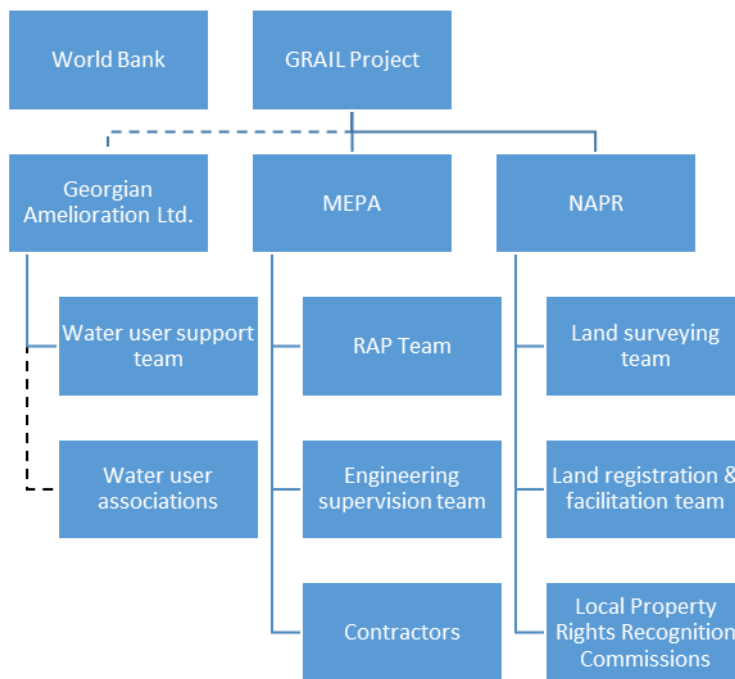 World Bank
GRAIL Project
Georgian
Amelioration Ltd.
MEPA
NAPR
Water user support
team
RAP Team
Land surveying
team
Water user
associations
Engineering
supervision team
Land registration &
facilitation team
Contractors
Local Property
Rights Recognition
Commissions